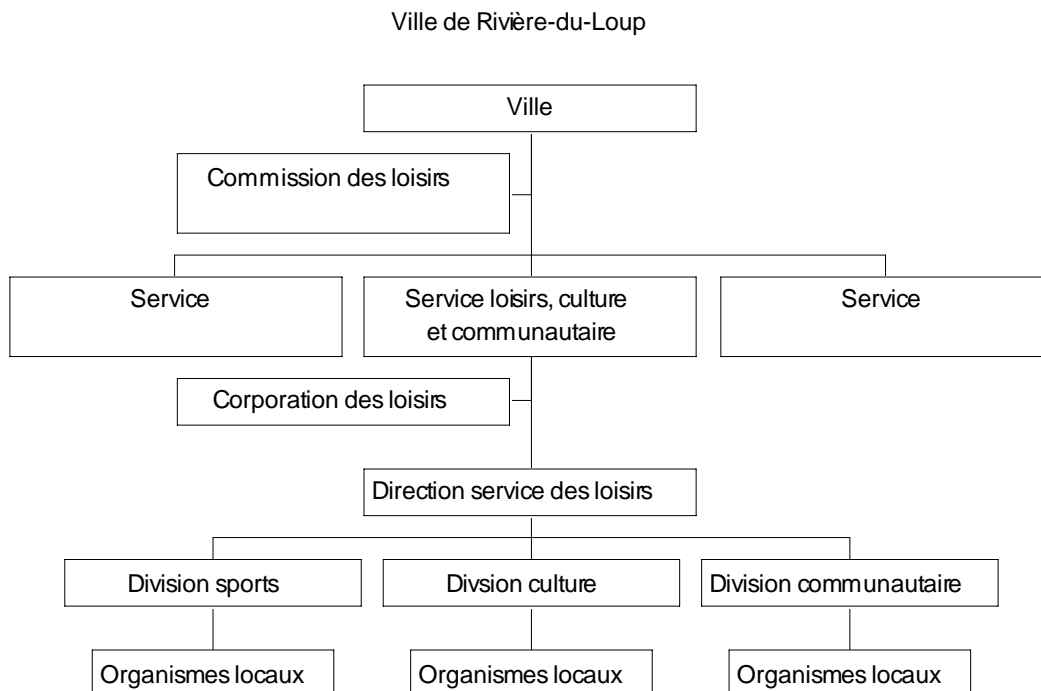 Ville de Rivière-du-Loup
Ville
Commission des loisirs
Service
Service loisirs, culture
et communautaire
Service
Corporation des loisirs
Direction service des loisirs
Division sports
Divsion culture
Division communautaire
Organismes locaux
Organismes locaux
Organismes locaux